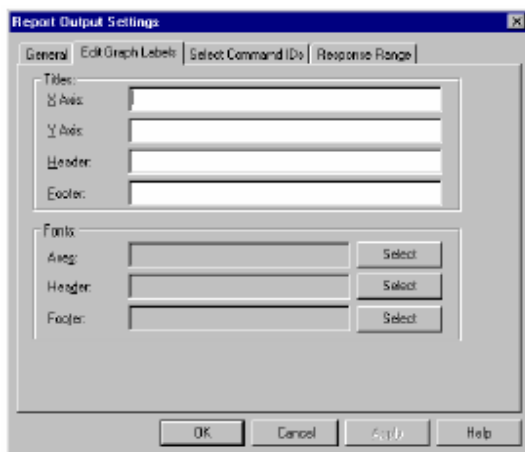 Report Output Settings
General Edit Graph Labels Select Command IDs Response Range
Titles:
X Axis:
Y Axis:
Header:
Footer:
Fonts
Axes: Select
Header: Select
Footer: Select
OK Cancel Apply Help